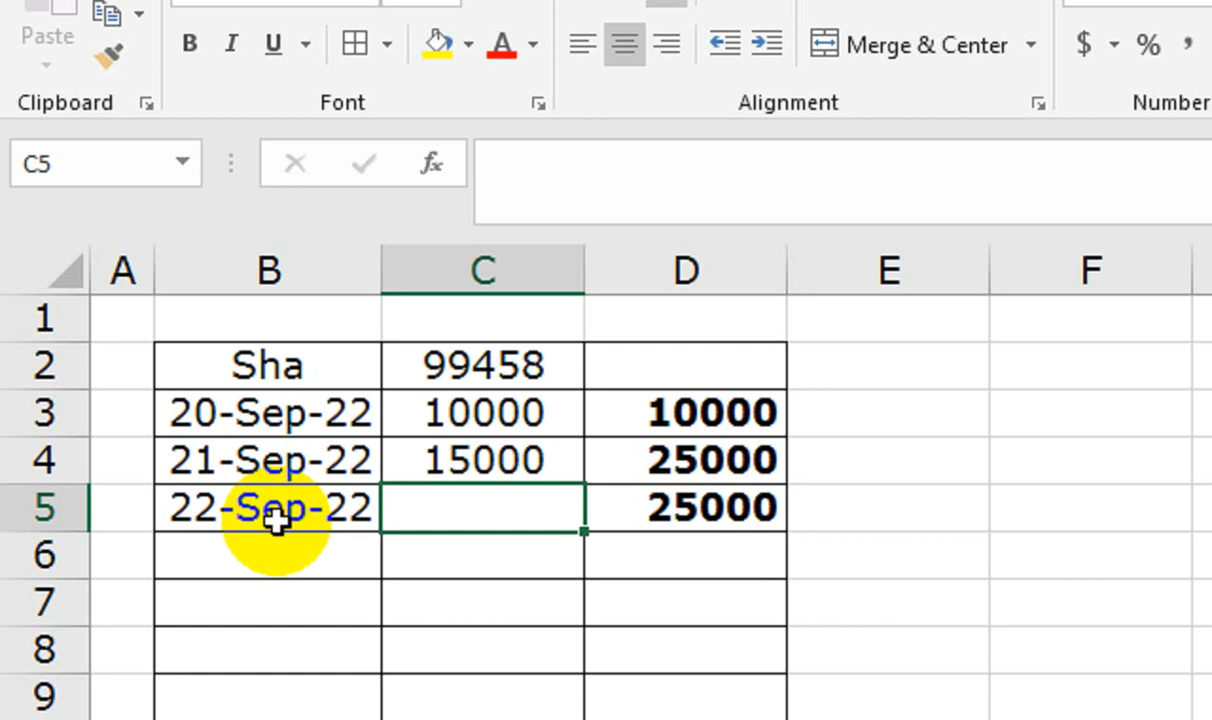 Paste
B I U A Merge & Center $ % ,
Clipboard Font Alignment Number
C5 fx
A B C D E F
1
2 Sha 99458
3 20-Sep-22 10000 10000
4 21-Sep-22 15000 25000
5 22-Sep-22 25000
6
7
8
9